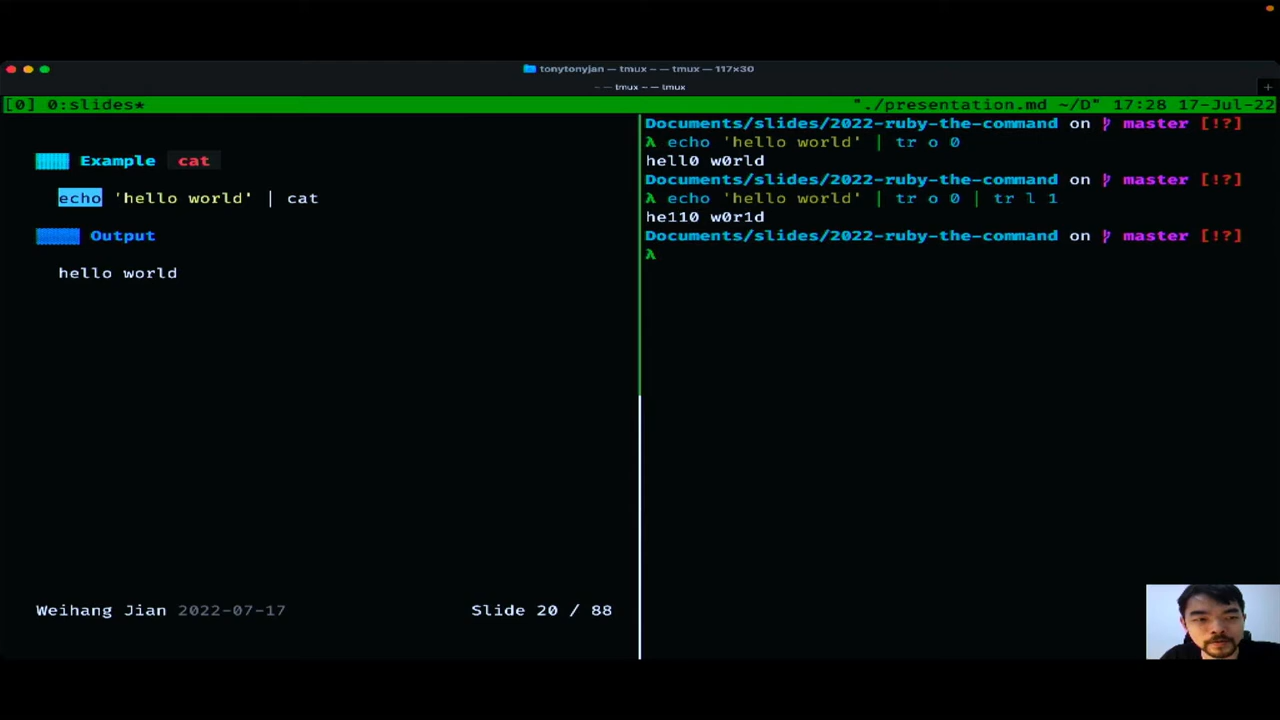 tonytonyjan — tmux - — tmux — 117×30
~ — tmux - — tmux
[0] 0:slides* "./presentation.md ~/D" 17:28 17-Jul-22
Example cat
echo 'hello world' | cat
Output
hello world
Weihang Jian 2022-07-17 Slide 20 / 88
Documents/slides/2022-ruby-the-command on master [!?]
λ echo 'hello world' | tr o 0
hell0 w0rld
Documents/slides/2022-ruby-the-command on master [!?]
λ echo 'hello world' | tr o 0 | tr l 1
he110 w0r1d
Documents/slides/2022-ruby-the-command on master [!?]
λ